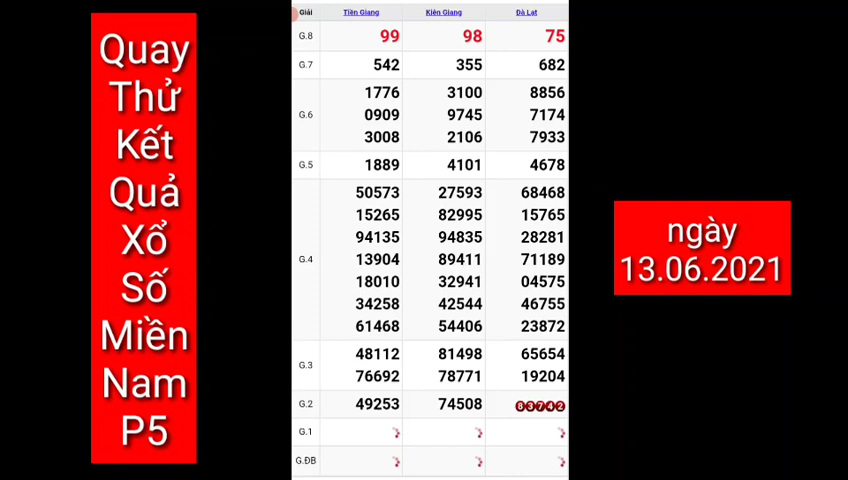 Quay
Thử
Kết
Quả
Xổ
Số
Miền
Nam
P5
Giải Tiền Giang Kiên Giang Đà Lạt
G.8 99 98 75
G.7 542 355 682
1776 3100 8856
G.6 0909 9745 7174
3008 2106 7933
G.5 1889 4101 4678
50573 27593 68468
15265 82995 15765
94135 94835 28281
G.4 13904 89411 71189
18010 32941 04575
34258 42544 46755
61468 54406 23872
48112 81498 65654
G.3
76692 78771 19204
G.2 49253 74508 83742
G.1
G.ĐB
ngày
13.06.2021